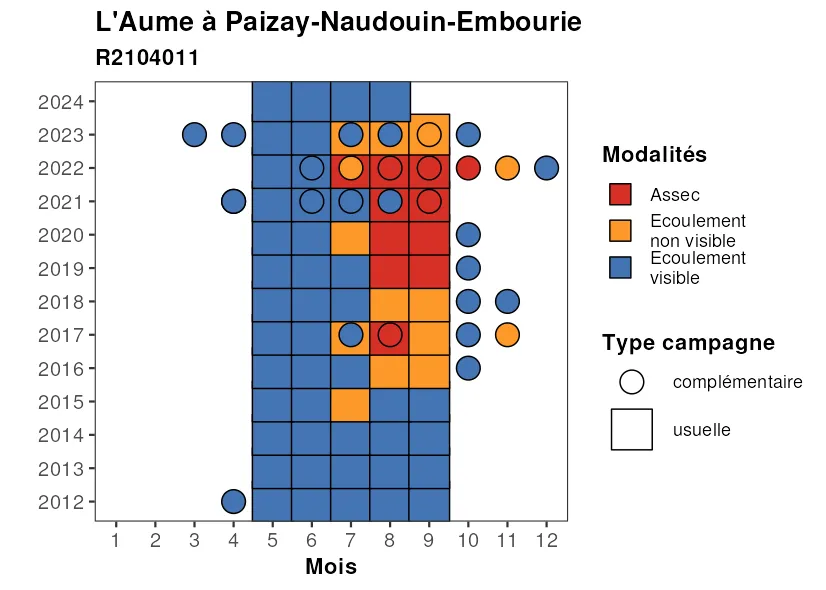 L'Aume à Paizay-Naudouin-Embourie
R2104011
2024
2023
2022
2021
2020
2019
2018
2017
2016
2015
2014
2013
2012
1 2 3 4 5 6 7 8 9 10 11 12
Mois
Modalités
Assec
Ecoulement
non visible
Ecoulement
visible
Type campagne
complémentaire
usuelle